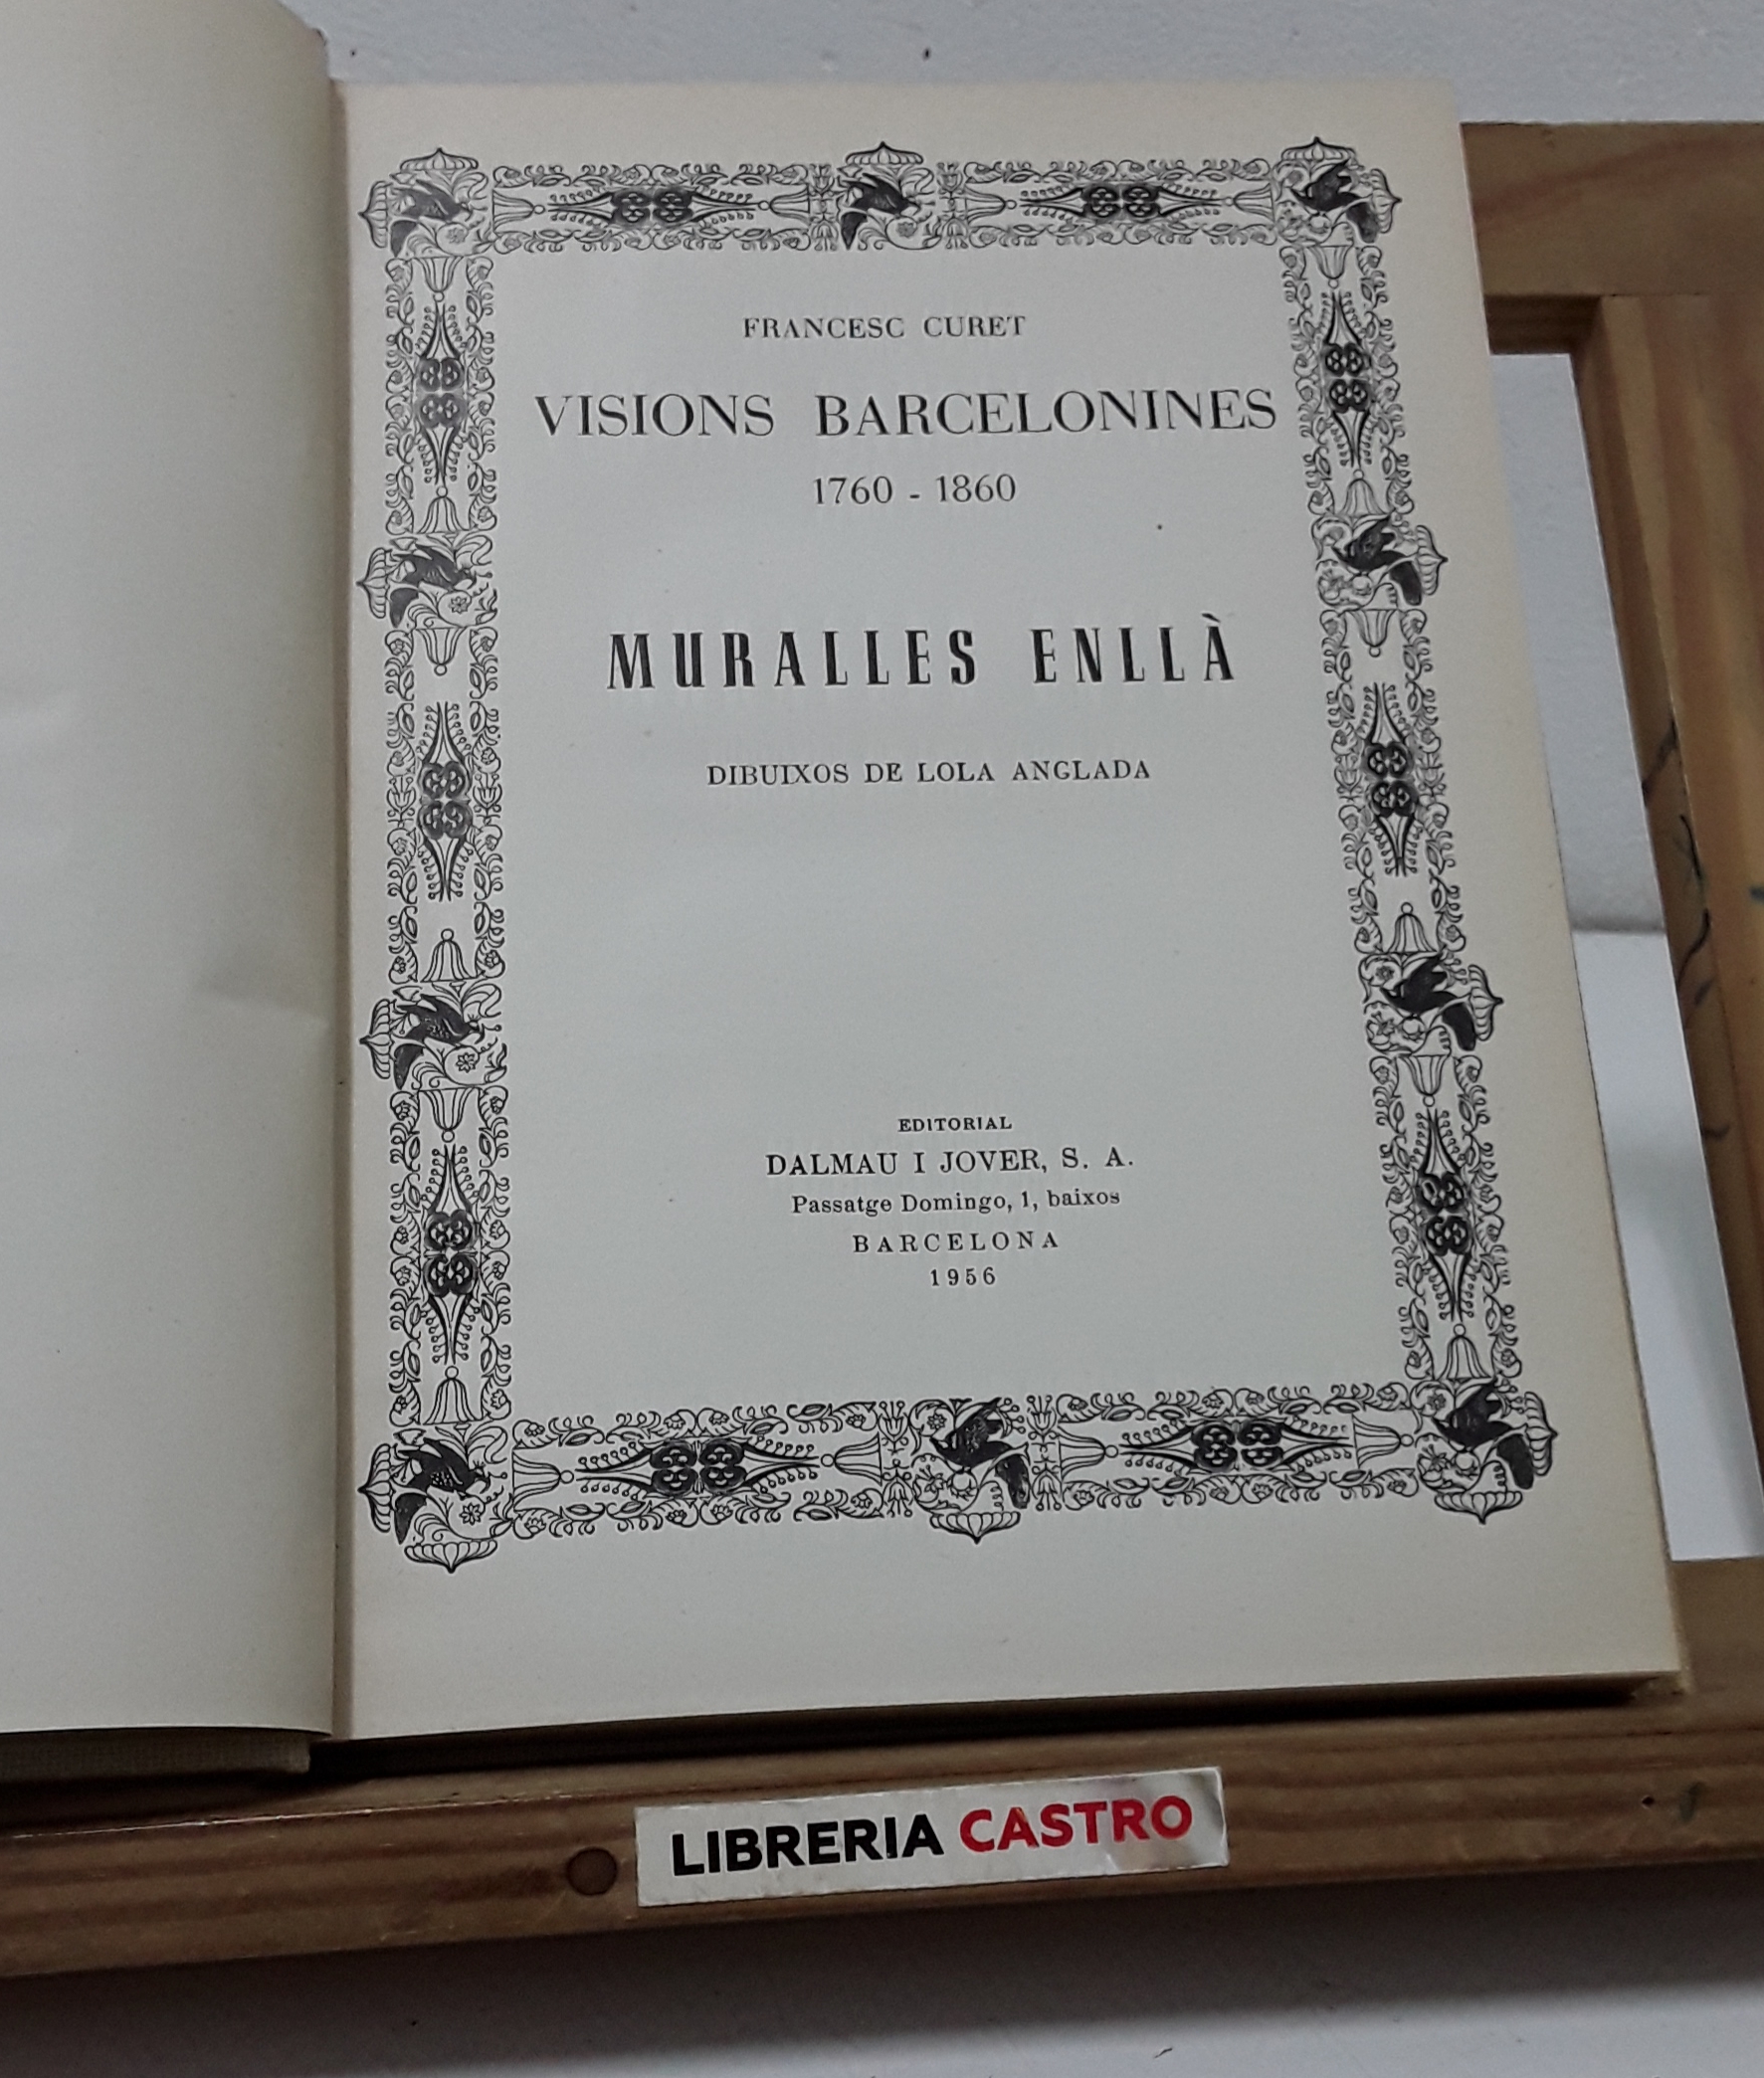 FRANCESC CURET
VISIONS BARCELONINES
1760 - 1860
MURALLES ENLLÀ
DIBUIXOS DE LOLA ANGLADA
EDITORIAL
DALMAU I JOVER, S. A.
Passatge Domingo, 1, baixos
BARCELONA
1956
LIBRERIA CASTRO